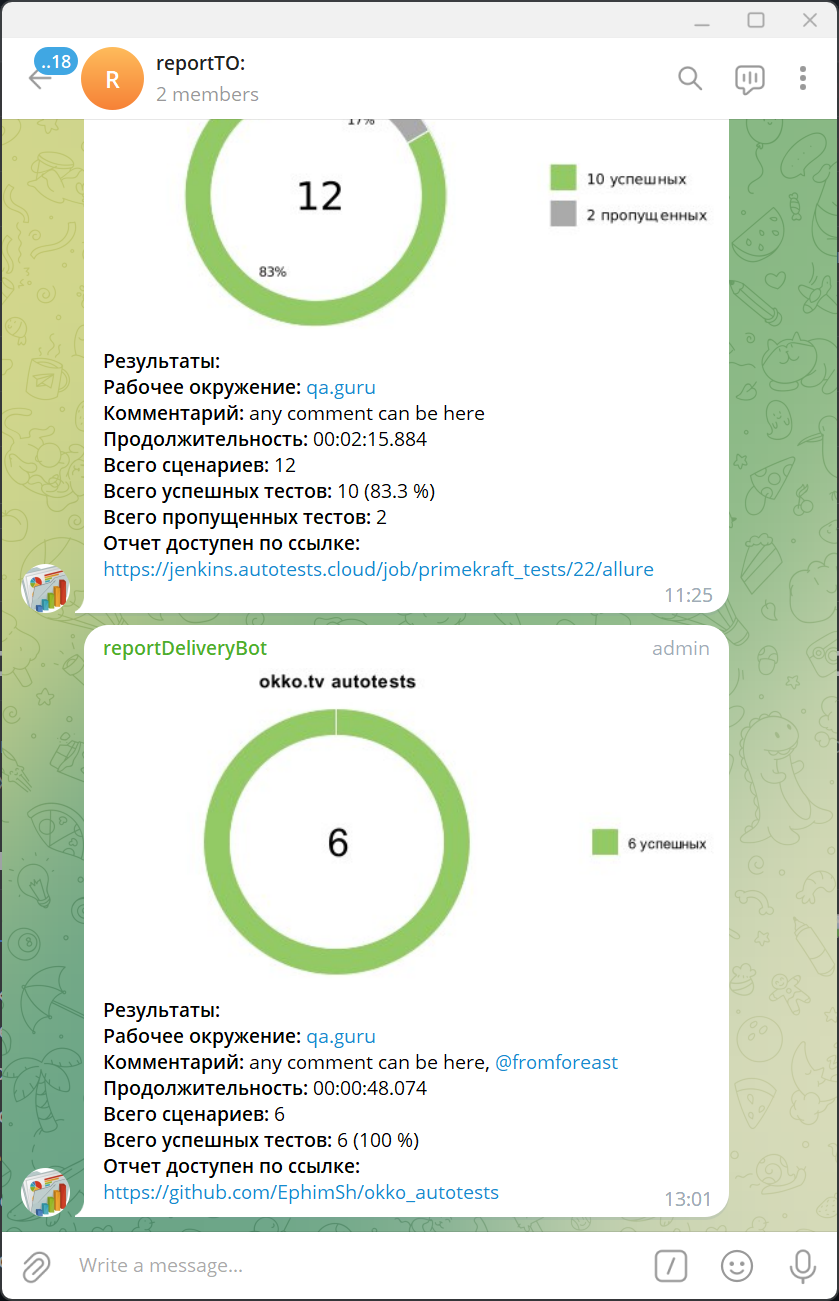 ..18
R
reportTO:
2 members
17%
12
83%
10 успешных
2 пропущенных
Результаты:
Рабочее окружение: qa.guru
Комментарий: any comment can be here
Продолжительность: 00:02:15.884
Всего сценариев: 12
Всего успешных тестов: 10 (83.3 %)
Всего пропущенных тестов: 2
Отчет доступен по ссылке:
https://jenkins.autotests.cloud/job/primekraft_tests/22/allure
11:25
reportDeliveryBot admin
okko.tv autotests
6
6 успешных
Результаты:
Рабочее окружение: qa.guru
Комментарий: any comment can be here, @fromforeast
Продолжительность: 00:00:48.074
Всего сценариев: 6
Всего успешных тестов: 6 (100 %)
Отчет доступен по ссылке:
https://github.com/EphimSh/okko_autotests
13:01
Write a message...